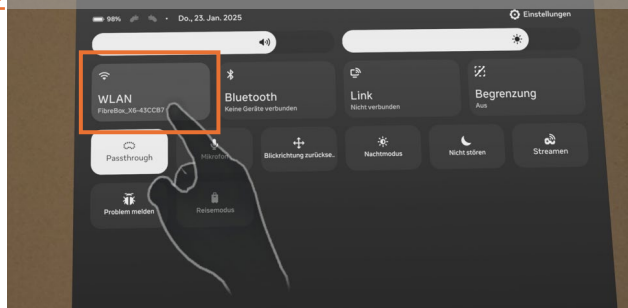 98% • Do., 23. Jan. 2025
Einstellungen
WLAN
FibreBox_X6-43CCB7
Bluetooth
Keine Geräte verbunden
Link
Nicht verbunden
Begrenzung
Aus
Passthrough
Mikrofon
Blickrichtung zurückse..
Nachtmodus
Nicht stören
Streamen
Problem melden
Reisemodus